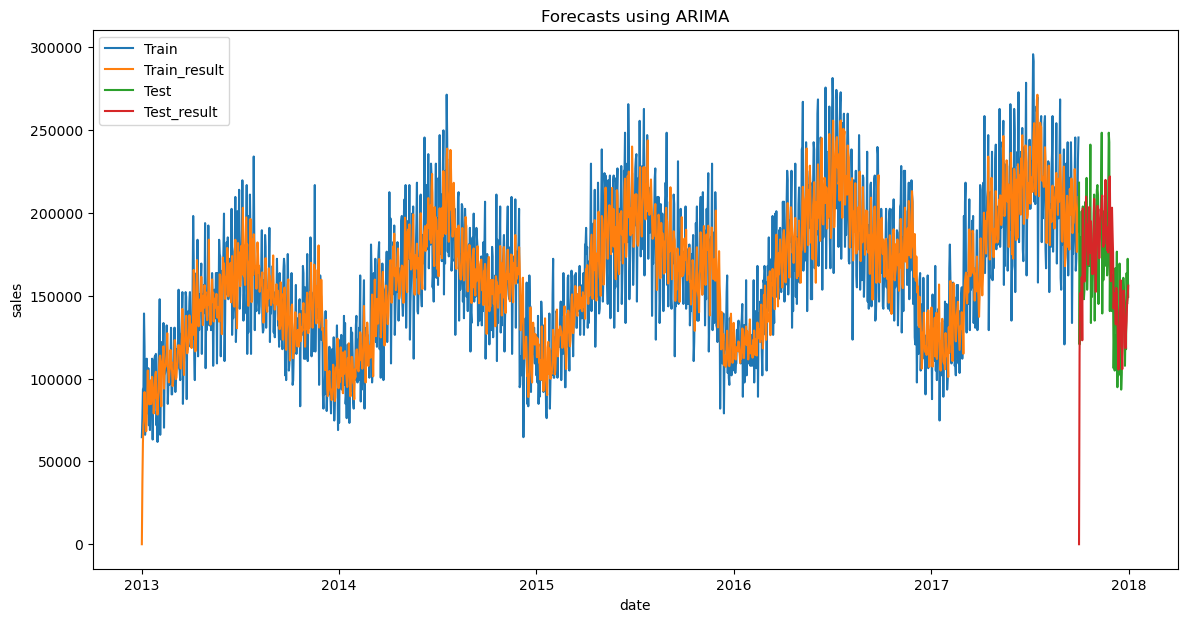 Forecasts using ARIMA
Train
Train_result
Test
Test_result
300000
250000
200000
150000
100000
50000
0
sales
2013
2014
2015
2016
2017
2018
date